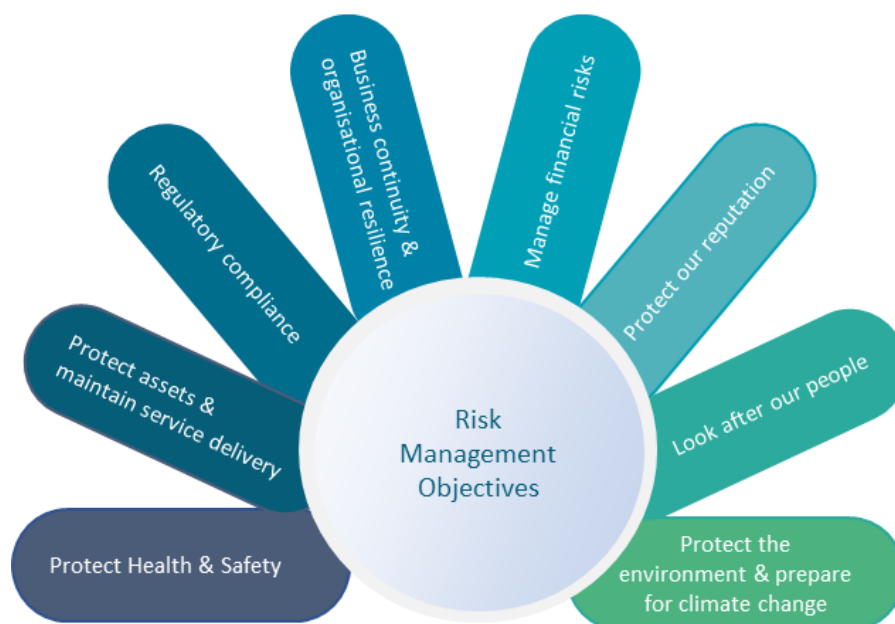 Business continuity &
organisational resilience
Manage financial risks
Regulatory compliance
Protect our reputation
Protect assets &
maintain service delivery
Look after our people
Risk
Management
Objectives
Protect Health & Safety
Protect the
environment & prepare
for climate change